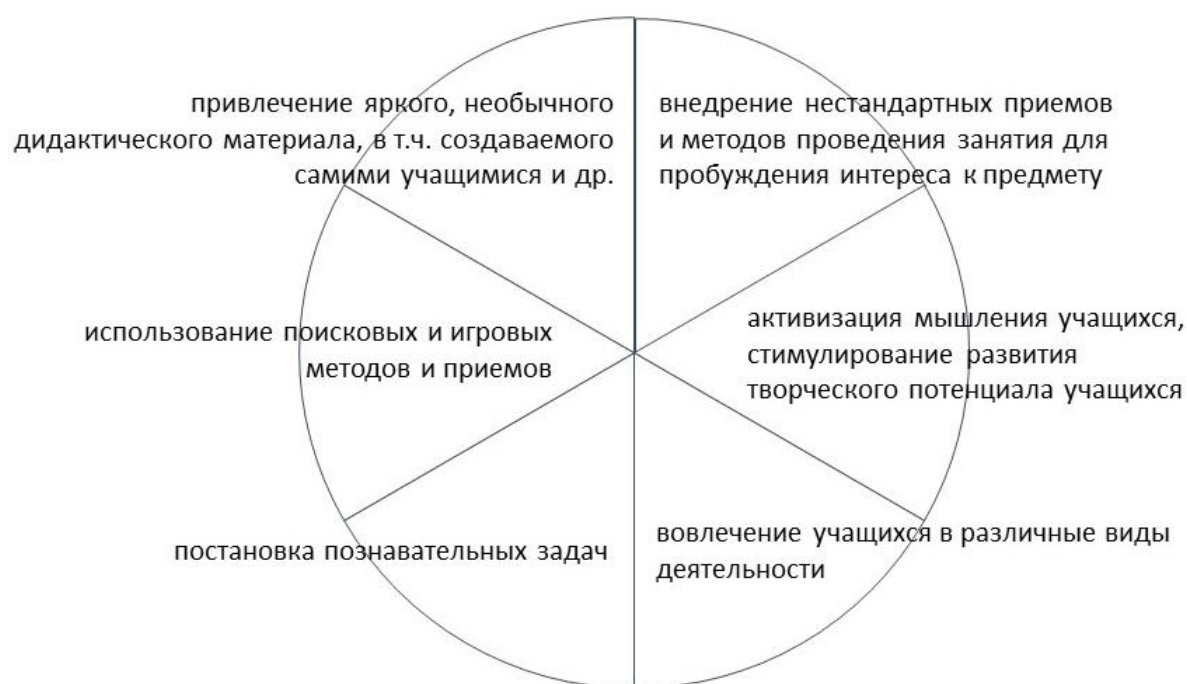 привлечение яркого, необычного
дидактического материала, в т.ч. создаваемого
самими учащимися и др.
внедрение нестандартных приемов
и методов проведения занятия для
пробуждения интереса к предмету
использование поисковых и игровых
методов и приемов
активизация мышления учащихся,
стимулирование развития
творческого потенциала учащихся
постановка познавательных задач
вовлечение учащихся в различные виды
деятельности